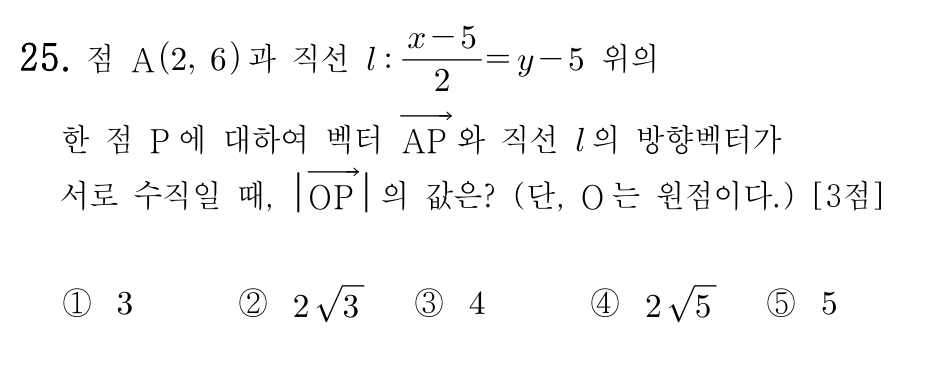 25. 점 A(2, 6)과 직선 l : $\frac{x-5}{2}=y-5$ 위의
한 점 P에 대하여 벡터 $\overrightarrow{AP}$와 직선 l의 방향벡터가
서로 수직일 때, $|\overrightarrow{OP}|$의 값은? (단, O는 원점이다.) [3점]
① 3 ② 2√3 ③ 4 ④ 2√5 ⑤ 5